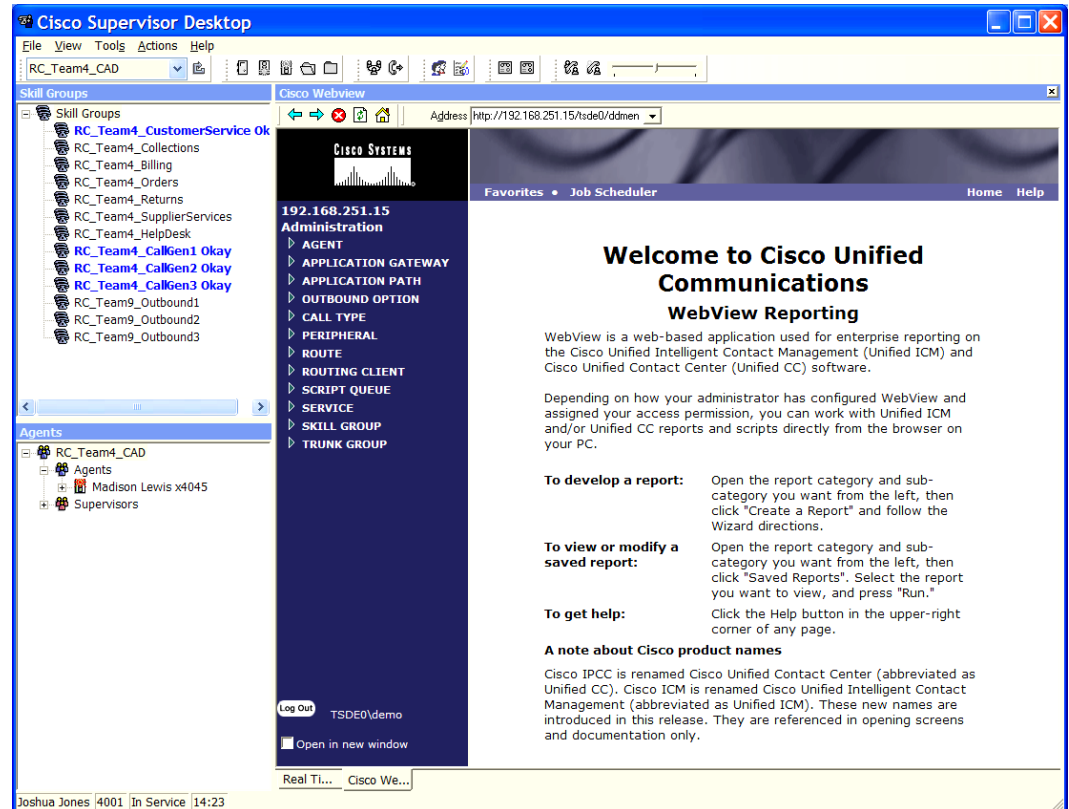 Cisco Supervisor Desktop
File View Tools Actions Help
RC_Team4_CAD
Skill Groups
Skill Groups
RC_Team4_CustomerService Ok
RC_Team4_Collections
RC_Team4_Billing
RC_Team4_Orders
RC_Team4_Returns
RC_Team4_SupplierServices
RC_Team4_HelpDesk
RC_Team4_CallGen1 Okay
RC_Team4_CallGen2 Okay
RC_Team4_CallGen3 Okay
RC_Team9_Outbound1
RC_Team9_Outbound2
RC_Team9_Outbound3
Agents
RC_Team4_CAD
Agents
Madison Lewis x4045
Supervisors
Cisco Webview
Address http://192.168.251.15/tsde0/ddmen
CISCO SYSTEMS
Favorites • Job Scheduler Home Help
192.168.251.15
Administration
AGENT
APPLICATION GATEWAY
APPLICATION PATH
OUTBOUND OPTION
CALL TYPE
PERIPHERAL
ROUTE
ROUTING CLIENT
SCRIPT QUEUE
SERVICE
SKILL GROUP
TRUNK GROUP
Log Out TSDE0\demo
Open in new window
Welcome to Cisco Unified
Communications
WebView Reporting
WebView is a web-based application used for enterprise reporting on
the Cisco Unified Intelligent Contact Management (Unified ICM) and
Cisco Unified Contact Center (Unified CC) software.
Depending on how your administrator has configured WebView and
assigned your access permission, you can work with Unified ICM
and/or Unified CC reports and scripts directly from the browser on
your PC.
To develop a report: Open the report category and sub-
category you want from the left, then
click "Create a Report" and follow the
Wizard directions.
To view or modify a Open the report category and sub-
saved report: category you want from the left, then
click "Saved Reports". Select the report
you want to view, and press "Run."
To get help: Click the Help button in the upper-right
corner of any page.
A note about Cisco product names
Cisco IPCC is renamed Cisco Unified Contact Center (abbreviated as
Unified CC). Cisco ICM is renamed Cisco Unified Intelligent Contact
Management (abbreviated as Unified ICM). These new names are
introduced in this release. They are referenced in opening screens
and documentation only.
Real Ti... Cisco We...
Joshua Jones 4001 In Service 14:23